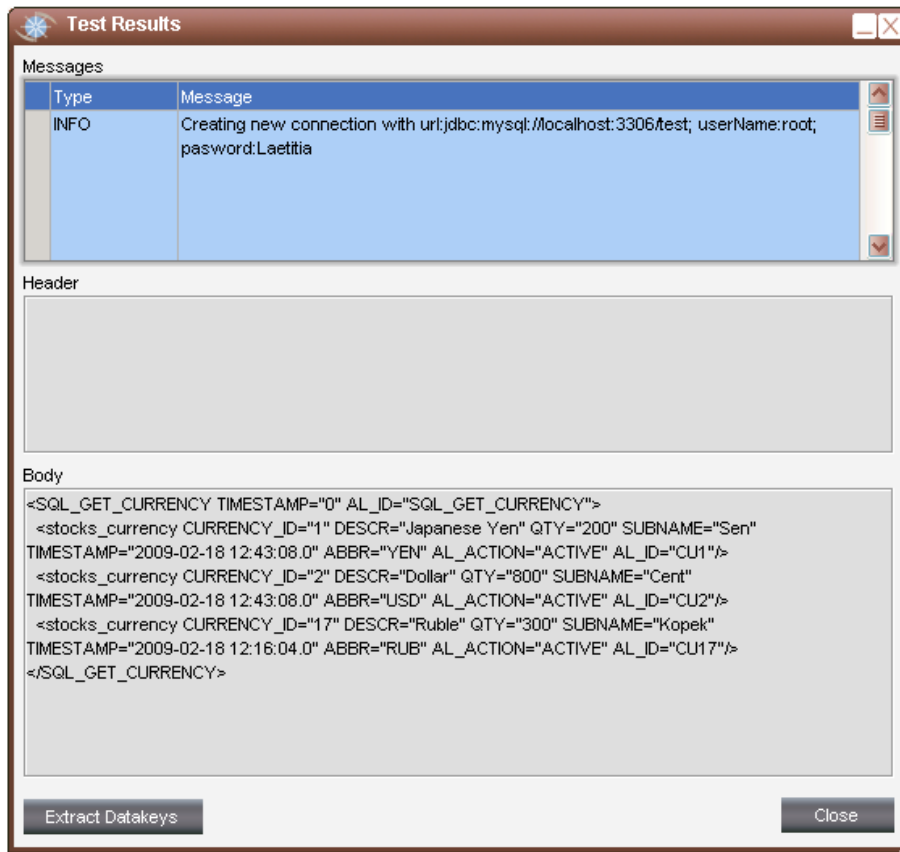 Test Results
Messages
Type Message
INFO Creating new connection with url:jdbc:mysql://localhost:3306/test; userName:root;
pasword:Laetitia
Header
Body
<SQL_GET_CURRENCY TIMESTAMP="0" AL_ID="SQL_GET_CURRENCY">
<stocks_currency CURRENCY_ID="1" DESCR="Japanese Yen" QTY="200" SUBNAME="Sen"
TIMESTAMP="2009-02-18 12:43:08.0" ABBR="YEN" AL_ACTION="ACTIVE" AL_ID="CU1"/>
<stocks_currency CURRENCY_ID="2" DESCR="Dollar" QTY="800" SUBNAME="Cent"
TIMESTAMP="2009-02-18 12:43:08.0" ABBR="USD" AL_ACTION="ACTIVE" AL_ID="CU2"/>
<stocks_currency CURRENCY_ID="17" DESCR="Ruble" QTY="300" SUBNAME="Kopek"
TIMESTAMP="2009-02-18 12:16:04.0" ABBR="RUB" AL_ACTION="ACTIVE" AL_ID="CU17"/>
</SQL_GET_CURRENCY>
Extract Datakeys Close